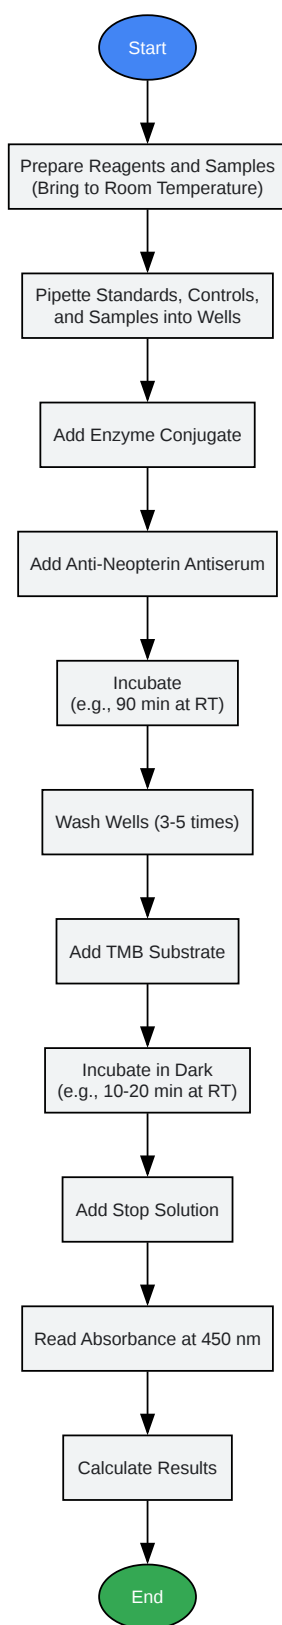 Start
Prepare Reagents and Samples
(Bring to Room Temperature)
Pipette Standards, Controls,
and Samples into Wells
Add Enzyme Conjugate
Add Anti-Neopterin Antiserum
Incubate
(e.g., 90 min at RT)
Wash Wells (3-5 times)
Add TMB Substrate
Incubate in Dark
(e.g., 10-20 min at RT)
Add Stop Solution
Read Absorbance at 450 nm
Calculate Results
End